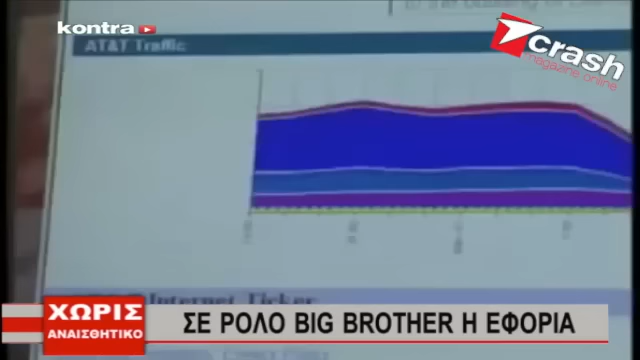 kontra
crash
magazine online
AT&T Traffic
Internet Ticker
ΧΩΡΙΣ
ΑΝΑΙΣΘΗΤΙΚΟ
ΣΕ ΡΟΛΟ BIG BROTHER Η ΕΦΟΡΙΑ